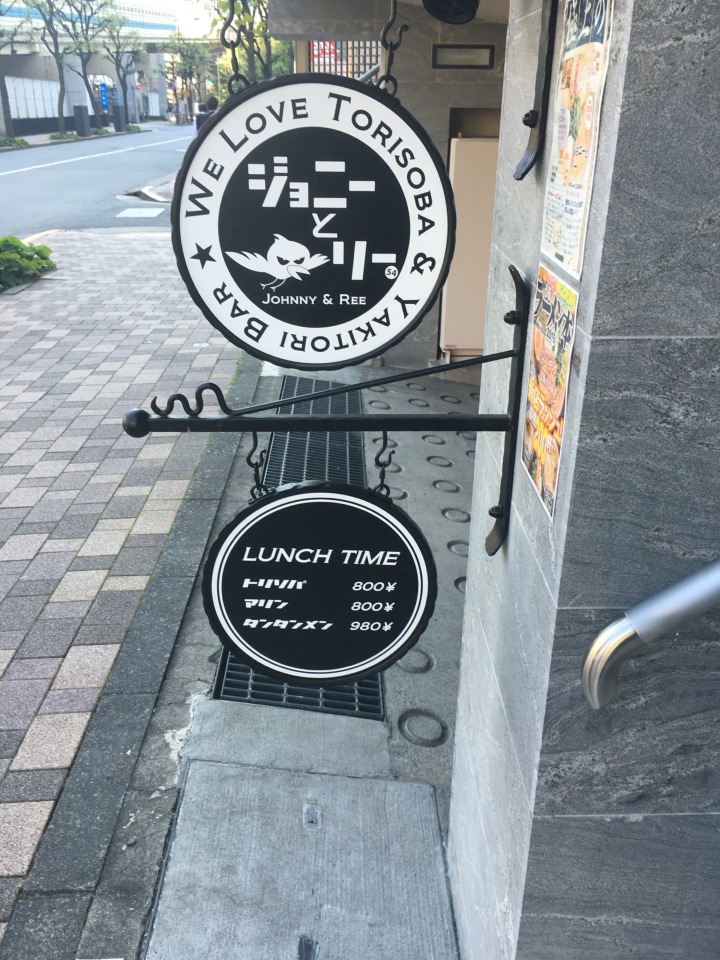 WE LOVE TORISOBA & YAKITORI BAR ★
ジョニー
と
リー
54
JOHNNY & REE
LUNCH TIME
トリソバ 800¥
マリン 800¥
タンタンメン 980¥